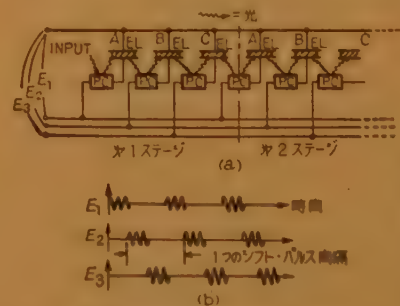 =光
A EL B EL C EL A EL B EL C
INPUT
PC PC PC PC PC PC
E1
E2
E3
第1ステージ 第2ステージ
(a)
E1 時間
E2 1つのシフト・パルス間隔
E3
(b)